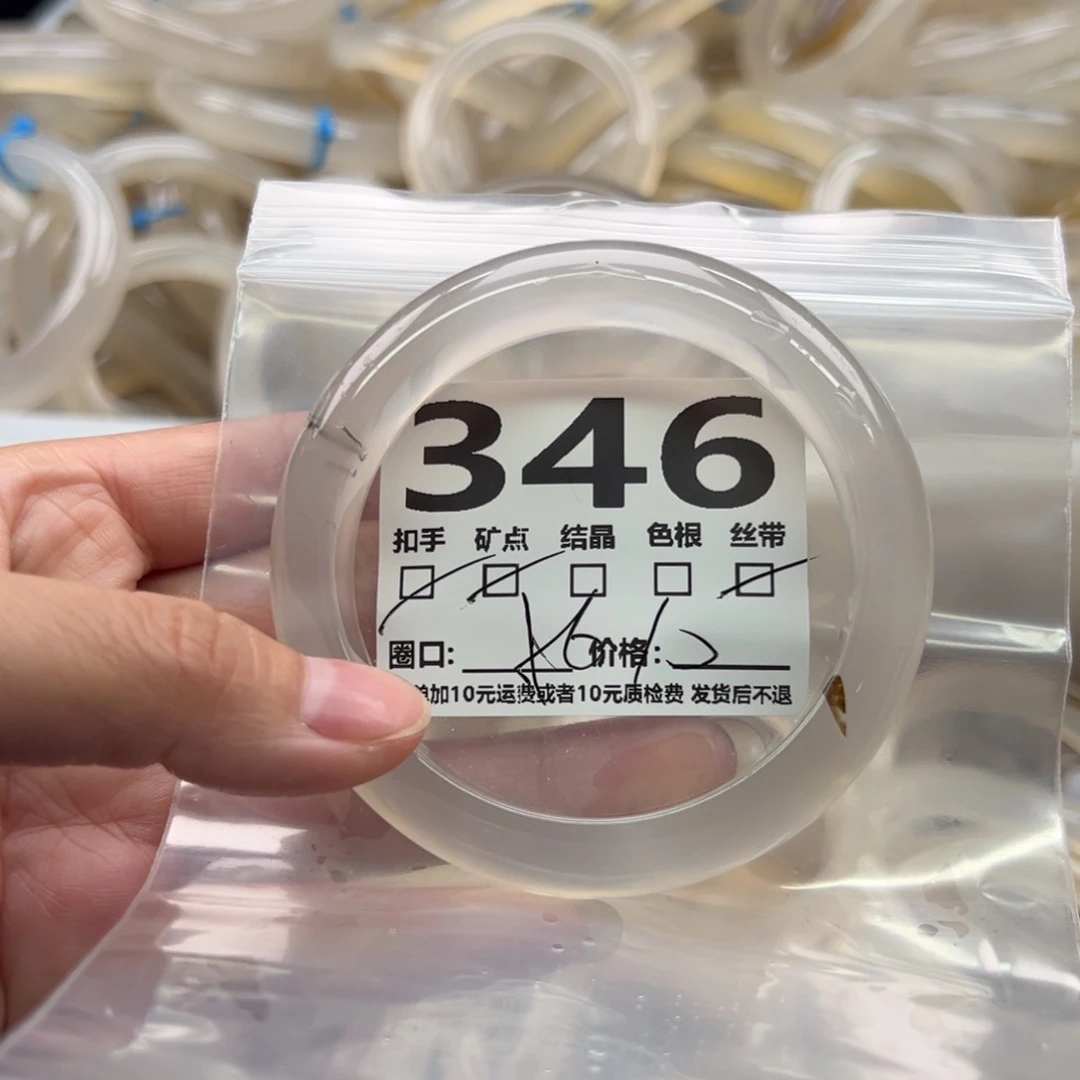 346
扣手 矿点 结晶 色根 丝带
圈口: 价格:
加10元运费或者10元质检费 发货后不退